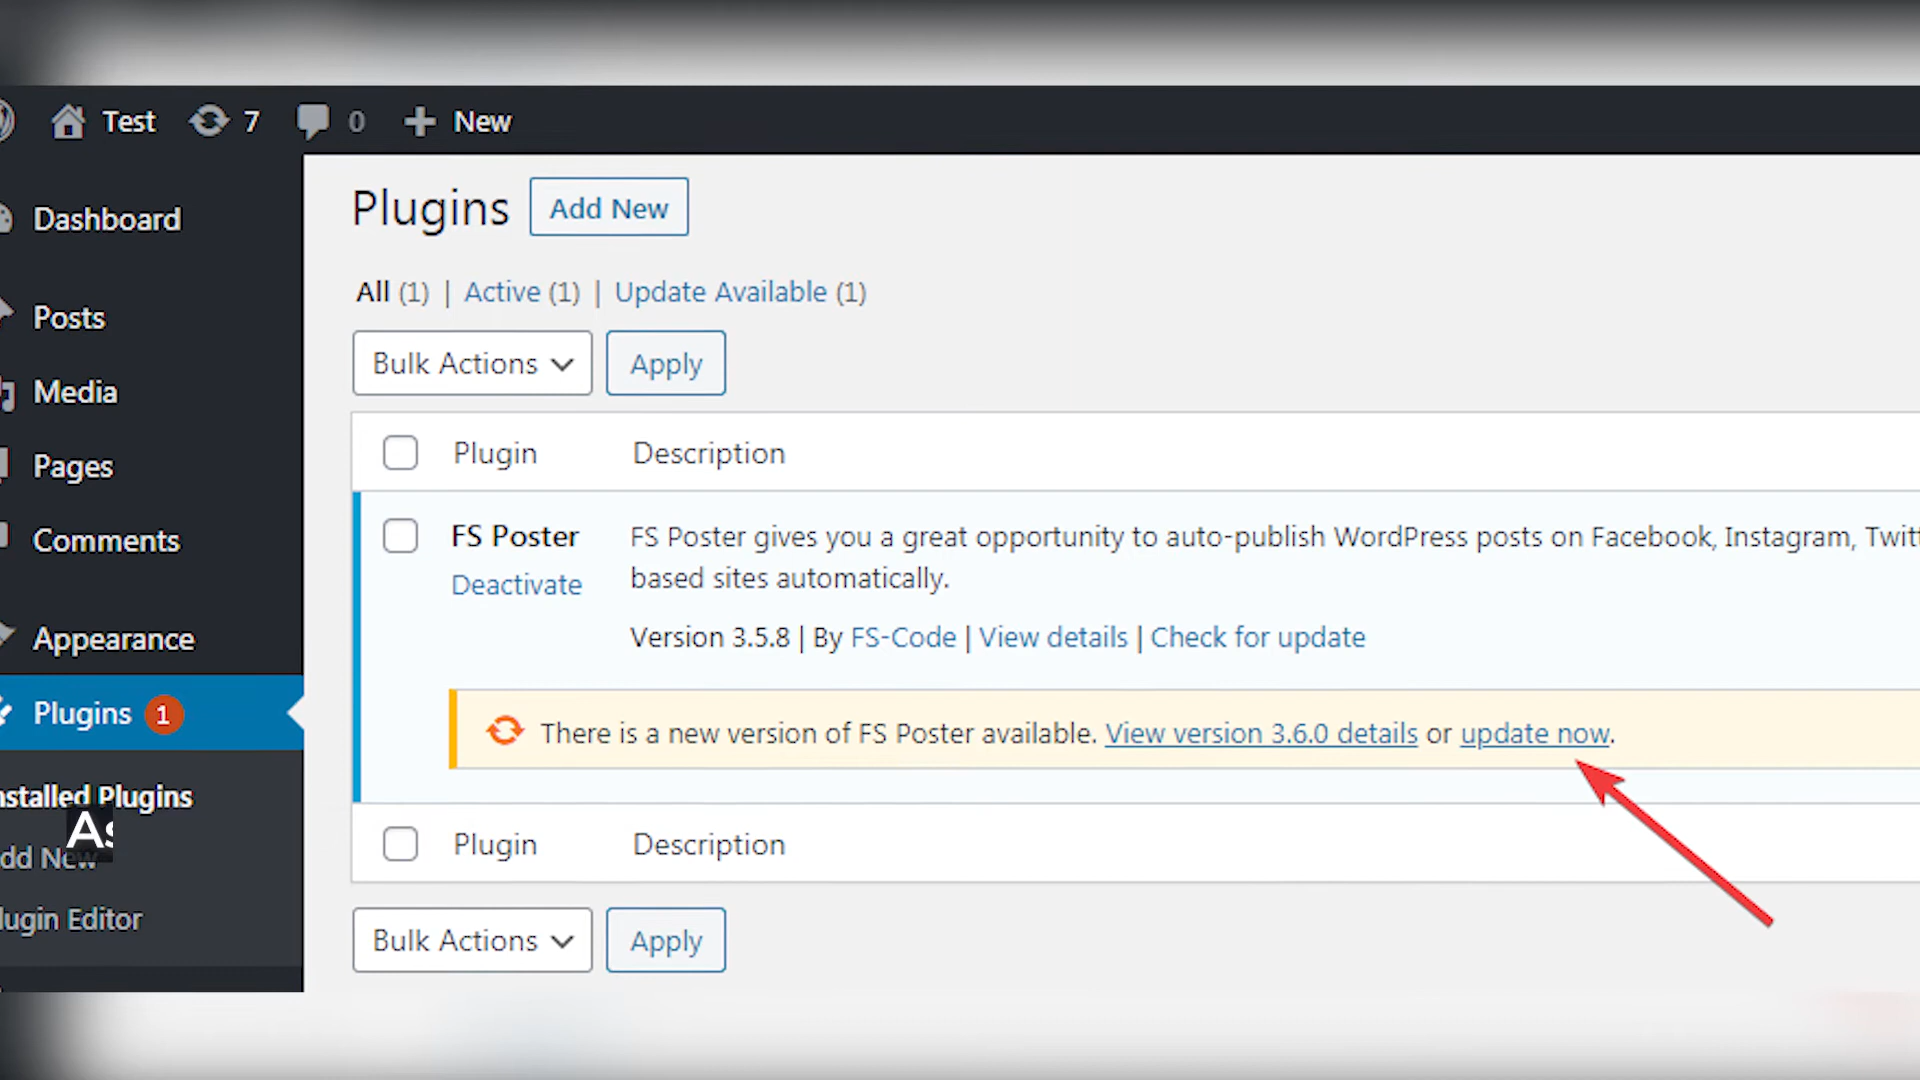 Test 7 0 New
Dashboard
Posts
Media
Pages
Comments
Appearance
Plugins 1
nstalled Plugins
As
dd New
lugin Editor
Plugins Add New
All (1) | Active (1) | Update Available (1)
Bulk Actions Apply
Plugin Description
FS Poster FS Poster gives you a great opportunity to auto-publish WordPress posts on Facebook, Instagram, Twitt
Deactivate based sites automatically.
Version 3.5.8 | By FS-Code | View details | Check for update
There is a new version of FS Poster available. View version 3.6.0 details or update now.
Plugin Description
Bulk Actions Apply